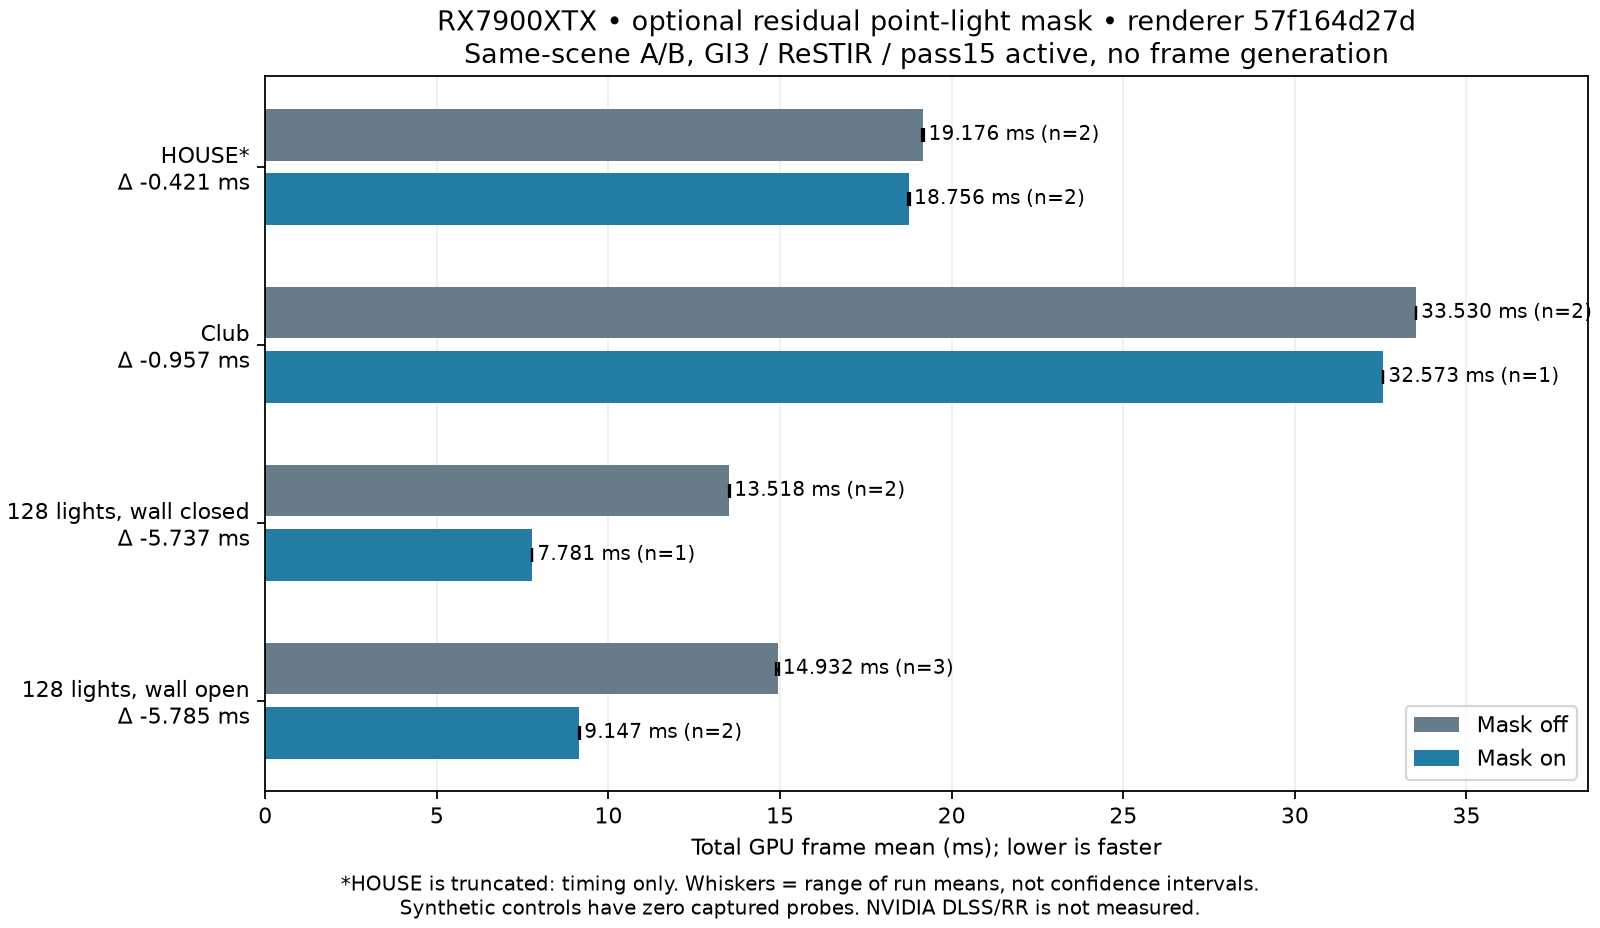 RX7900XTX • optional residual point-light mask • renderer 57f164d27d
Same-scene A/B, GI3 / ReSTIR / pass15 active, no frame generation
HOUSE*
Δ -0.421 ms
19.176 ms (n=2)
18.756 ms (n=2)
Club
Δ -0.957 ms
33.530 ms (n=2)
32.573 ms (n=1)
128 lights, wall closed
Δ -5.737 ms
13.518 ms (n=2)
7.781 ms (n=1)
128 lights, wall open
Δ -5.785 ms
14.932 ms (n=3)
9.147 ms (n=2)
Mask off
Mask on
0 5 10 15 20 25 30 35
Total GPU frame mean (ms); lower is faster
*HOUSE is truncated: timing only. Whiskers = range of run means, not confidence intervals.
Synthetic controls have zero captured probes. NVIDIA DLSS/RR is not measured.